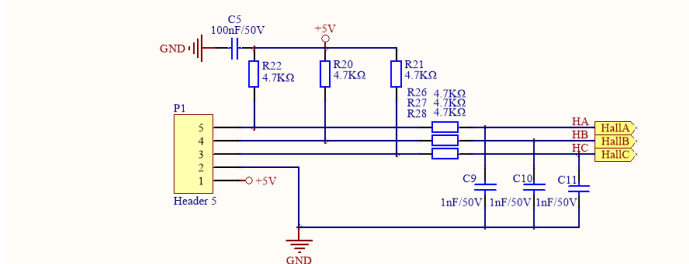 C5
100nF/50V
+5V
GND
R22
4.7KΩ
R20
4.7KΩ
R21
4.7KΩ
R26 4.7KΩ
R27 4.7KΩ
R28 4.7KΩ
P1
5
4
3
2
1
+5V
Header 5
HA
HallA
HB
HallB
HC
HallC
C9
C10
C11
1nF/50V
1nF/50V
1nF/50V
GND